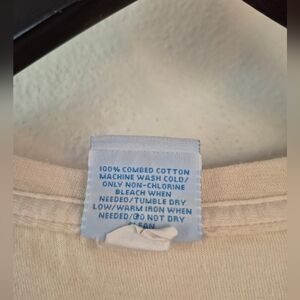 100% COMBED COTTON
MACHINE WASH COLD/
ONLY NON-CHLORINE
BLEACH WHEN
NEEDED/TUMBLE DRY
LOW/WARM IRON WHEN
NEEDED/DO NOT DRY
CLEAN